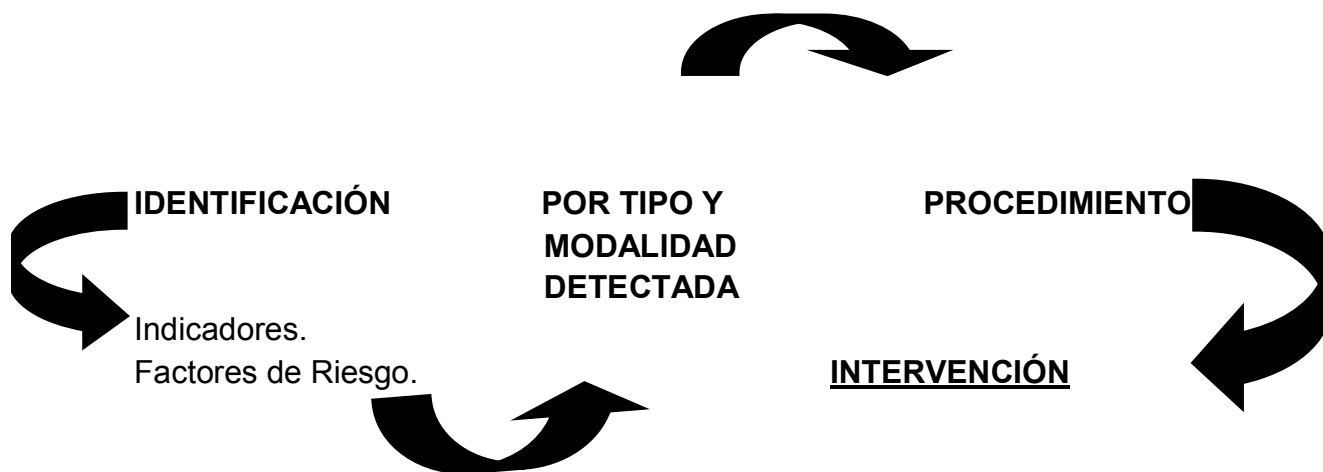 IDENTIFICACIÓN
POR TIPO Y
MODALIDAD
DETECTADA
PROCEDIMIENTO
Indicadores.
Factores de Riesgo.
INTERVENCIÓN